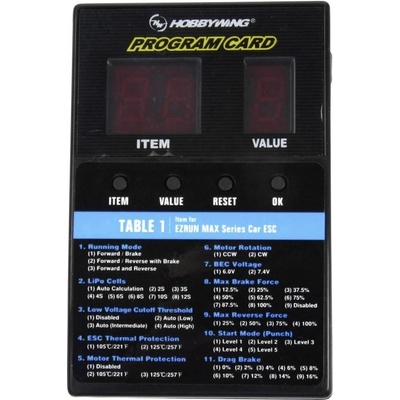 HOBBYWING
PROGRAM CARD
ITEM
VALUE
ITEM VALUE RESET OK
TABLE 1 Item for EZRUN MAX Series Car ESC
1. Running Mode
(1) Forward / Brake
(2) Forward / Reverse with Brake
(3) Forward and Reverse
2. LiPo Cells
(1) Auto Calculation (2) 2S (3) 3S
(4) 4S (5) 6S (6) 8S (7) 10S (8) 12S
3. Low Voltage Cutoff Threshold
(1) Disabled (2) Auto (Low)
(3) Auto (Intermediate) (4) Auto (High)
4. ESC Thermal Protection
(1) 105℃/221℉ (2) 125℃/257℉
5. Motor Thermal Protection
(1) Disabled
(2) 105℃/221℉ (3) 125℃/257℉
6. Motor Rotation
(1) CCW (2) CW
7. BEC Voltage
(1) 6.0V (2) 7.4V
8. Max Brake Force
(1) 12.5% (2) 25% (3) 37.5%
(4) 50% (5) 62.5% (6) 75%
(7) 87.5% (8) 100% (9) Disabled
9. Max Reverse Force
(1) 25% (2) 50% (3) 75% (4) 100%
10. Start Mode (Punch)
(1) Level 1 (2) Level 2 (3) Level 3
(4) Level 4 (5) Level 5
11. Drag Brake
(1) 0% (2) 2% (3) 4% (4) 6% (5) 8%
(6) 10% (7) 12% (8) 14% (9) 16%